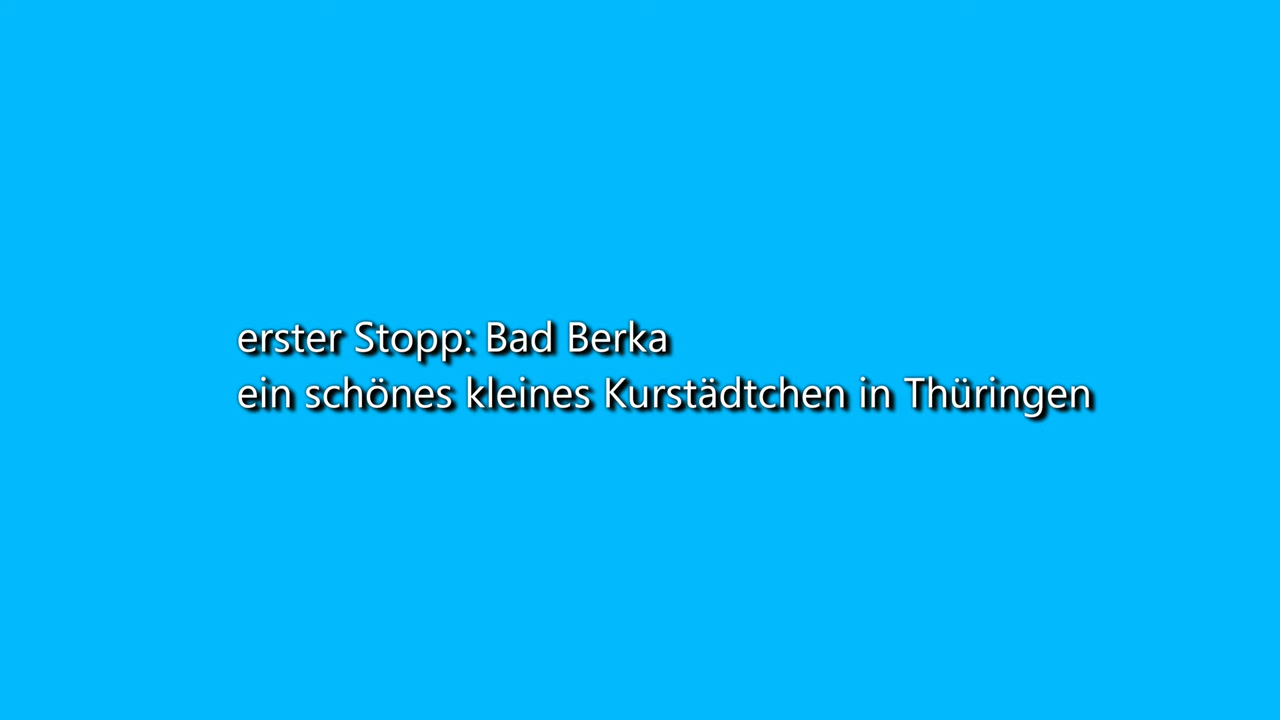 erster Stopp: Bad Berka
ein schönes kleines Kurstädtchen in Thüringen